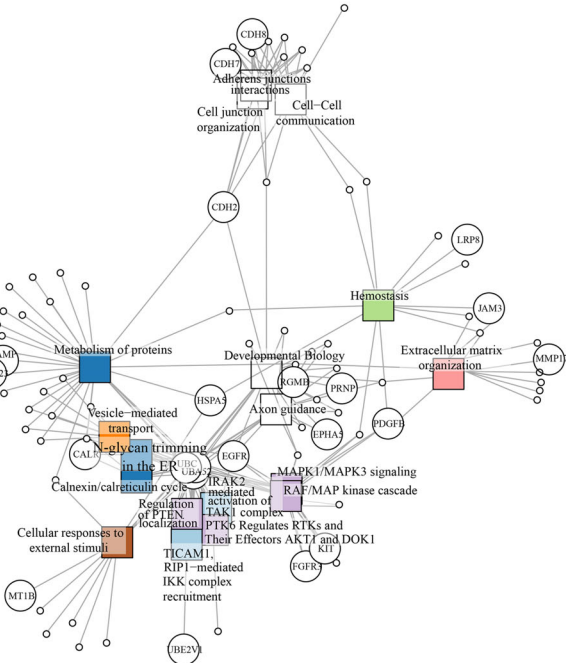 CDH8
CDH7
Adherens junctions
interactions
Cell junction
organization
Cell−Cell
communication
CDH2
LRP8
Hemostasis
JAM3
Metabolism of proteins
Developmental Biology
Extracellular matrix
organization
RGMB
PRNP
HSPA5
Axon guidance
Vesicle−mediated
transport
PDGFB
EPHA5
N-glycan trimming
in the ER
UBC
UBA52
EGFR
Calnexin/calreticulin cycle
MAPK1/MAPK3 signaling
RAF/MAP kinase cascade
IRAK2
mediated
activation of
TAK1 complex
Regulation
of PTEN
localization
PTK6 Regulates RTKs and
Their Effectors AKT1 and DOK1
Cellular responses to
external stimuli
TICAM1,
RIP1−mediated
IKK complex
recruitment
KIT
FGFR3
MT1B
UBE2V1